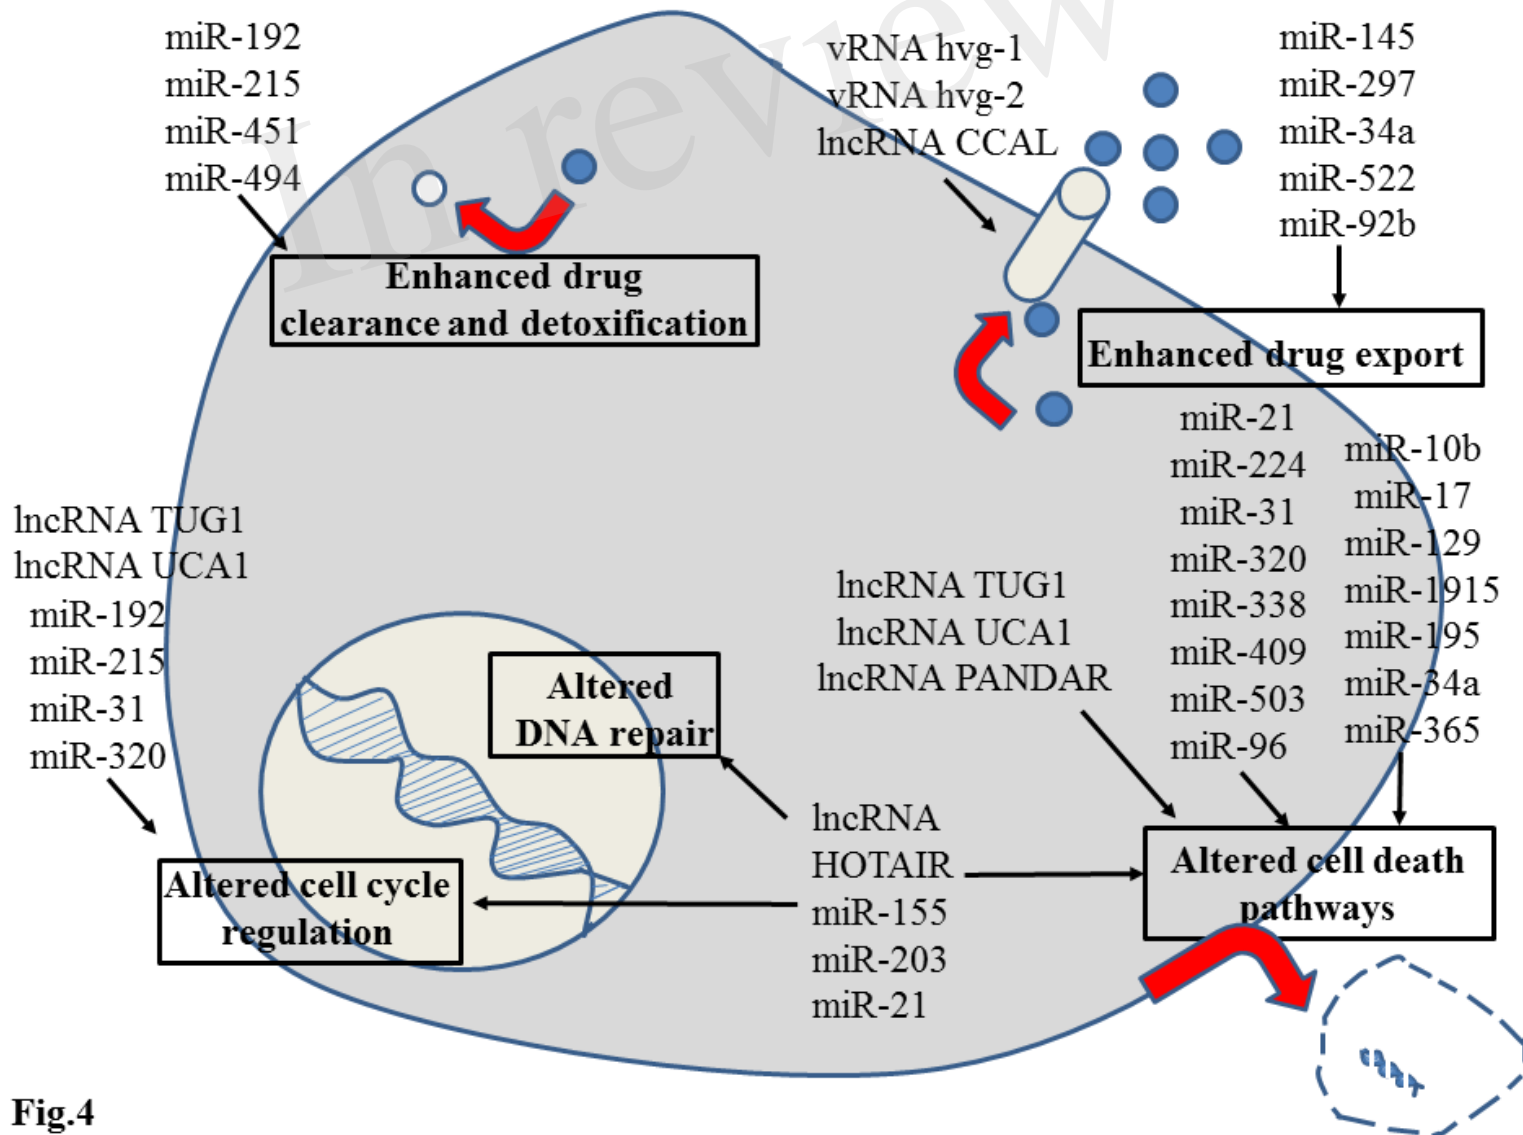 miR-192
miR-215
miR-451
miR-494
Enhanced drug
clearance and detoxification
vRNA hvg-1
vRNA hvg-2
lncRNA CCAL
miR-145
miR-297
miR-34a
miR-522
miR-92b
Enhanced drug export
In review
lncRNA TUG1
lncRNA UCA1
miR-192
miR-215
miR-31
miR-320
Altered cell cycle
regulation
Altered
DNA repair
lncRNA
HOTAIR
miR-155
miR-203
miR-21
lncRNA TUG1
lncRNA UCA1
lncRNA PANDAR
miR-21
miR-224
miR-31
miR-320
miR-338
miR-409
miR-503
miR-96
miR-10b
miR-17
miR-129
miR-1915
miR-195
miR-34a
miR-365
Altered cell death
pathways
Fig.4